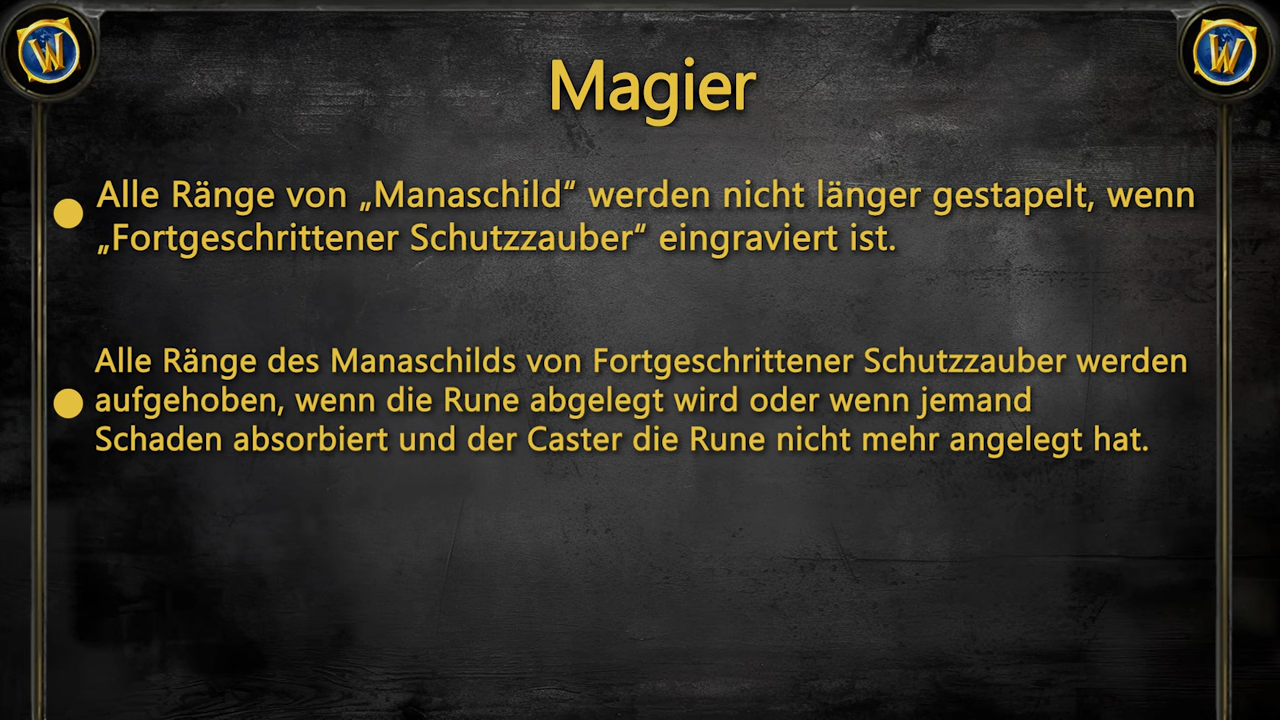 Magier
Alle Ränge von „Manaschild“ werden nicht länger gestapelt, wenn
„Fortgeschrittener Schutzzauber“ eingraviert ist.
Alle Ränge des Manaschilds von Fortgeschrittener Schutzzauber werden
aufgehoben, wenn die Rune abgelegt wird oder wenn jemand
Schaden absorbiert und der Caster die Rune nicht mehr angelegt hat.